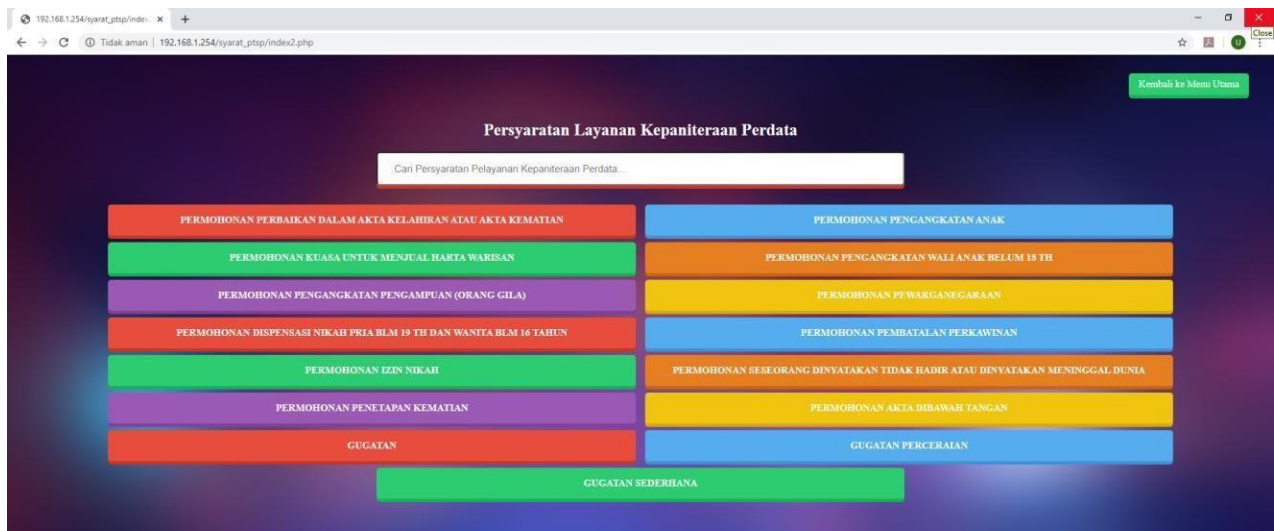 192.168.1.254/syarat_ptsp/index
Tidak aman | 192.168.1.254/syarat_ptsp/index2.php
Close
U
Kembali ke Menu Utama
Persyaratan Layanan Kepaniteraan Perdata
Cari Persyaratan Pelayanan Kepaniteraan Perdata...
PERMOHONAN PERBAIKAN DALAM AKTA KELAHIRAN ATAU AKTA KEMATIAN
PERMOHONAN PENGANGKATAN ANAK
PERMOHONAN KUASA UNTUK MENJUAL HARTA WARISAN
PERMOHONAN PENGANGKATAN WALI ANAK BELUM 18 TH
PERMOHONAN PENGANGKATAN PENGAMPUAN (ORANG GILA)
PERMOHONAN PEWARGANEGARAAN
PERMOHONAN DISPENSASI NIKAH PRIA BLM 19 TH DAN WANITA BLM 16 TAHUN
PERMOHONAN PEMBATALAN PERKAWINAN
PERMOHONAN IZIN NIKAH
PERMOHONAN SESEORANG DINYATAKAN TIDAK HADIR ATAU DINYATAKAN MENINGGAL DUNIA
PERMOHONAN PENETAPAN KEMATIAN
PERMOHONAN AKTA DIBAWAH TANGAN
GUGATAN
GUGATAN PERCERAIAN
GUGATAN SEDERHANA